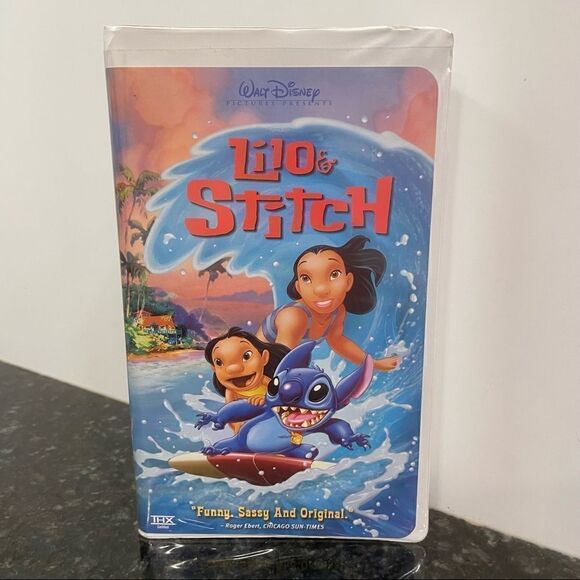 WALT DISNEY
PICTURES PRESENTS
Lilo &
Stitch
"Funny. Sassy And Original."
– Roger Ebert, CHICAGO SUN-TIMES
THX